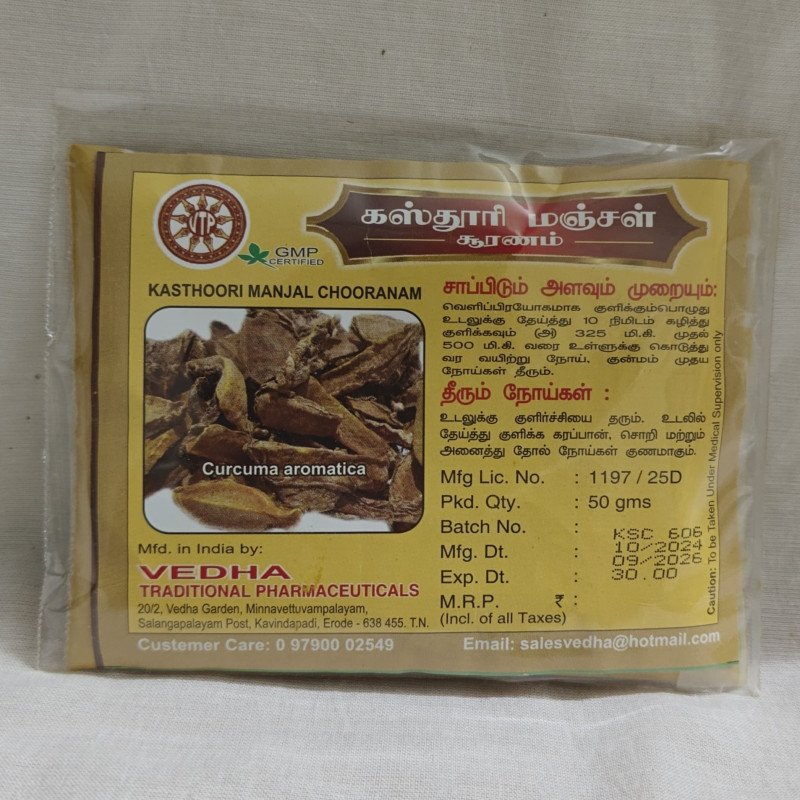 VTP
GMP
CERTIFIED
கஸ்தூரி மஞ்சள்
சூரணம்
KASTHOORI MANJAL CHOORANAM
Curcuma aromatica
சாப்பிடும் அளவும் முறையும்:
வெளிப்பிரயோகமாக குளிக்கும்பொழுது
உடலுக்கு தேய்த்து 10 நிமிடம் கழித்து
குளிக்கவும் (அ) 325 மி.கி. முதல்
500 மி.கி. வரை உள்ளுக்கு கொடுத்து
வர வயிற்று நோய், குன்மம் முதய
நோய்கள் தீரும்.
தீரும் நோய்கள் :
உடலுக்கு குளிர்ச்சியை தரும். உடலில்
தேய்த்து குளிக்க கரப்பான், சொறி மற்றும்
அனைத்து தோல் நோய்கள் குணமாகும்.
Mfg Lic. No. : 1197 / 25D
Pkd. Qty. : 50 gms
Batch No. : KSC 606
Mfg. Dt. : 10/2024
Exp. Dt. : 09/2026
M.R.P. ₹ : 30.00
(Incl. of all Taxes)
Caution: To be Taken Under Medical Supervision only
Mfd. in India by:
VEDHA
TRADITIONAL PHARMACEUTICALS
20/2, Vedha Garden, Minnavettuvampalayam,
Salangapalayam Post, Kavindapadi, Erode - 638 455. T.N.
Custemer Care: 0 97900 02549
Email: salesvedha@hotmail.com